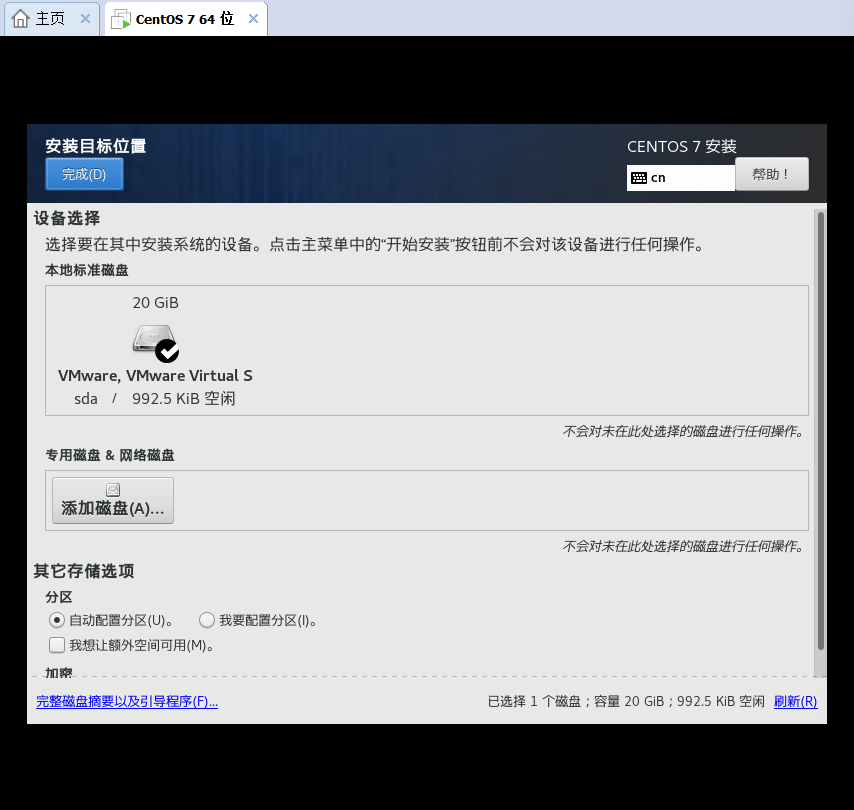 主页
CentOS 7 64 位
安装目标位置
CENTOS 7 安装
完成(D)
cn
帮助！
设备选择
选择要在其中安装系统的设备。点击主菜单中的“开始安装”按钮前不会对该设备进行任何操作。
本地标准磁盘
20 GiB
VMware, VMware Virtual S
sda / 992.5 KiB 空闲
不会对未在此处选择的磁盘进行任何操作。
专用磁盘 & 网络磁盘
添加磁盘(A)...
不会对未在此处选择的磁盘进行任何操作。
其它存储选项
分区
自动配置分区(U)。 我要配置分区(I)。
我想让额外空间可用(M)。
加密
完整磁盘摘要以及引导程序(F)... 已选择 1 个磁盘；容量 20 GiB；992.5 KiB 空闲 刷新(R)